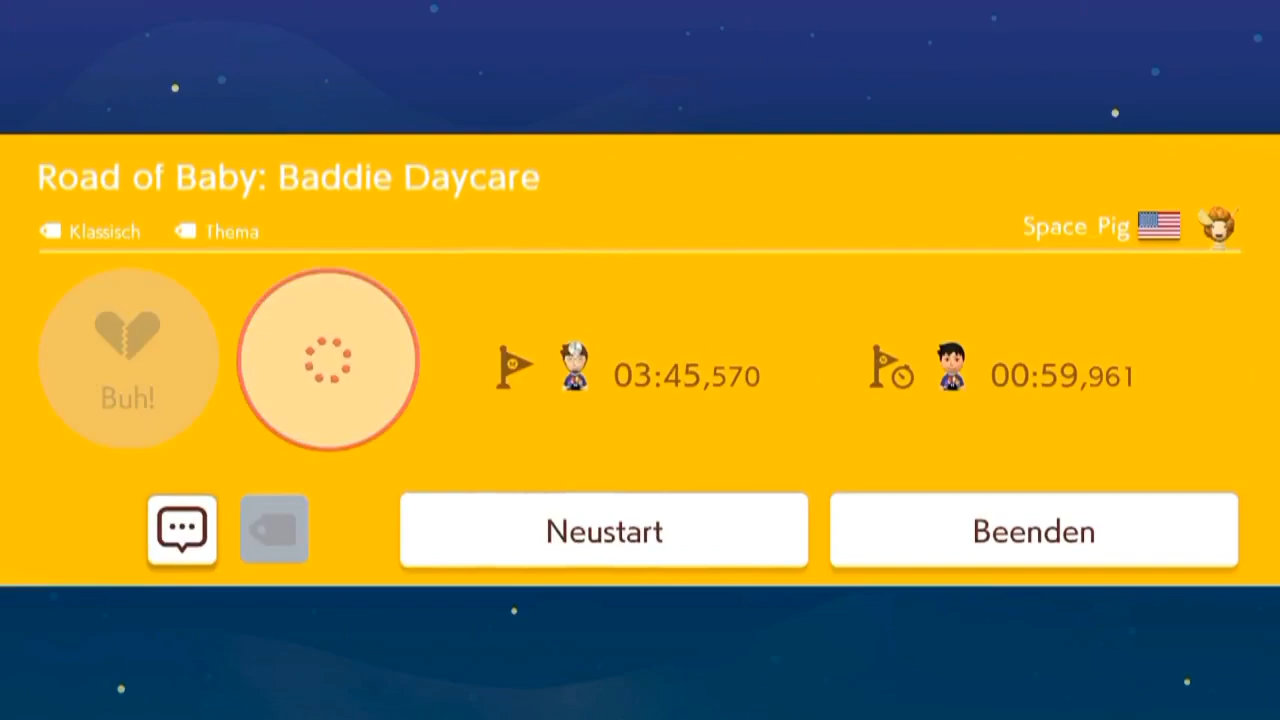 Road of Baby: Baddie Daycare
Klassisch Thema
Space Pig
Buh!
03:45,570
00:59,961
Neustart
Beenden